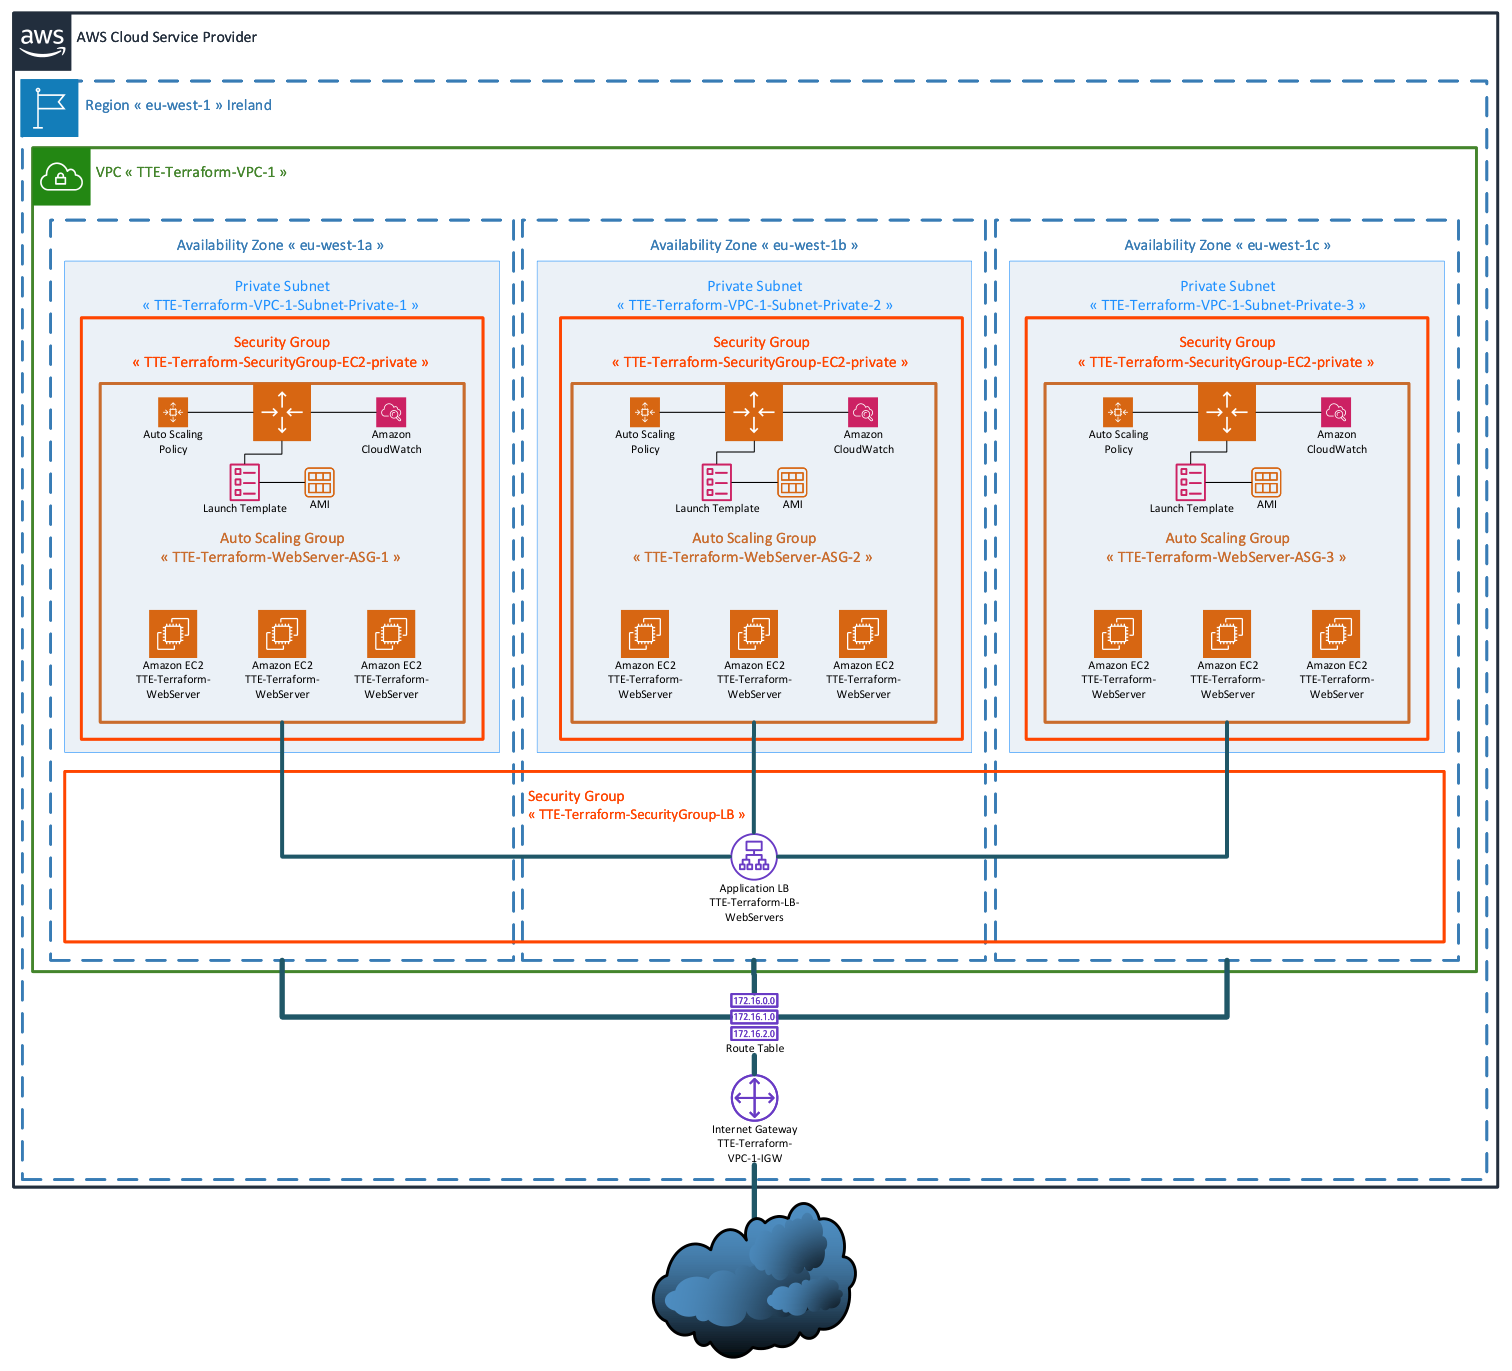 aws
AWS Cloud Service Provider
Region « eu-west-1 » Ireland
VPC « TTE-Terraform-VPC-1 »
Availability Zone « eu-west-1a »
Private Subnet
« TTE-Terraform-VPC-1-Subnet-Private-1 »
Security Group
« TTE-Terraform-SecurityGroup-EC2-private »
Auto Scaling
Policy
Amazon
CloudWatch
Launch Template
AMI
Auto Scaling Group
« TTE-Terraform-WebServer-ASG-1 »
Amazon EC2
TTE-Terraform-
WebServer
Amazon EC2
TTE-Terraform-
WebServer
Amazon EC2
TTE-Terraform-
WebServer
Availability Zone « eu-west-1b »
Private Subnet
« TTE-Terraform-VPC-1-Subnet-Private-2 »
Security Group
« TTE-Terraform-SecurityGroup-EC2-private »
Auto Scaling
Policy
Amazon
CloudWatch
Launch Template
AMI
Auto Scaling Group
« TTE-Terraform-WebServer-ASG-2 »
Amazon EC2
TTE-Terraform-
WebServer
Amazon EC2
TTE-Terraform-
WebServer
Amazon EC2
TTE-Terraform-
WebServer
Availability Zone « eu-west-1c »
Private Subnet
« TTE-Terraform-VPC-1-Subnet-Private-3 »
Security Group
« TTE-Terraform-SecurityGroup-EC2-private »
Auto Scaling
Policy
Amazon
CloudWatch
Launch Template
AMI
Auto Scaling Group
« TTE-Terraform-WebServer-ASG-3 »
Amazon EC2
TTE-Terraform-
WebServer
Amazon EC2
TTE-Terraform-
WebServer
Amazon EC2
TTE-Terraform-
WebServer
Security Group
« TTE-Terraform-SecurityGroup-LB »
Application LB
TTE-Terraform-LB-
WebServers
172.16.0.0
172.16.1.0
172.16.2.0
Route Table
Internet Gateway
TTE-Terraform-
VPC-1-IGW